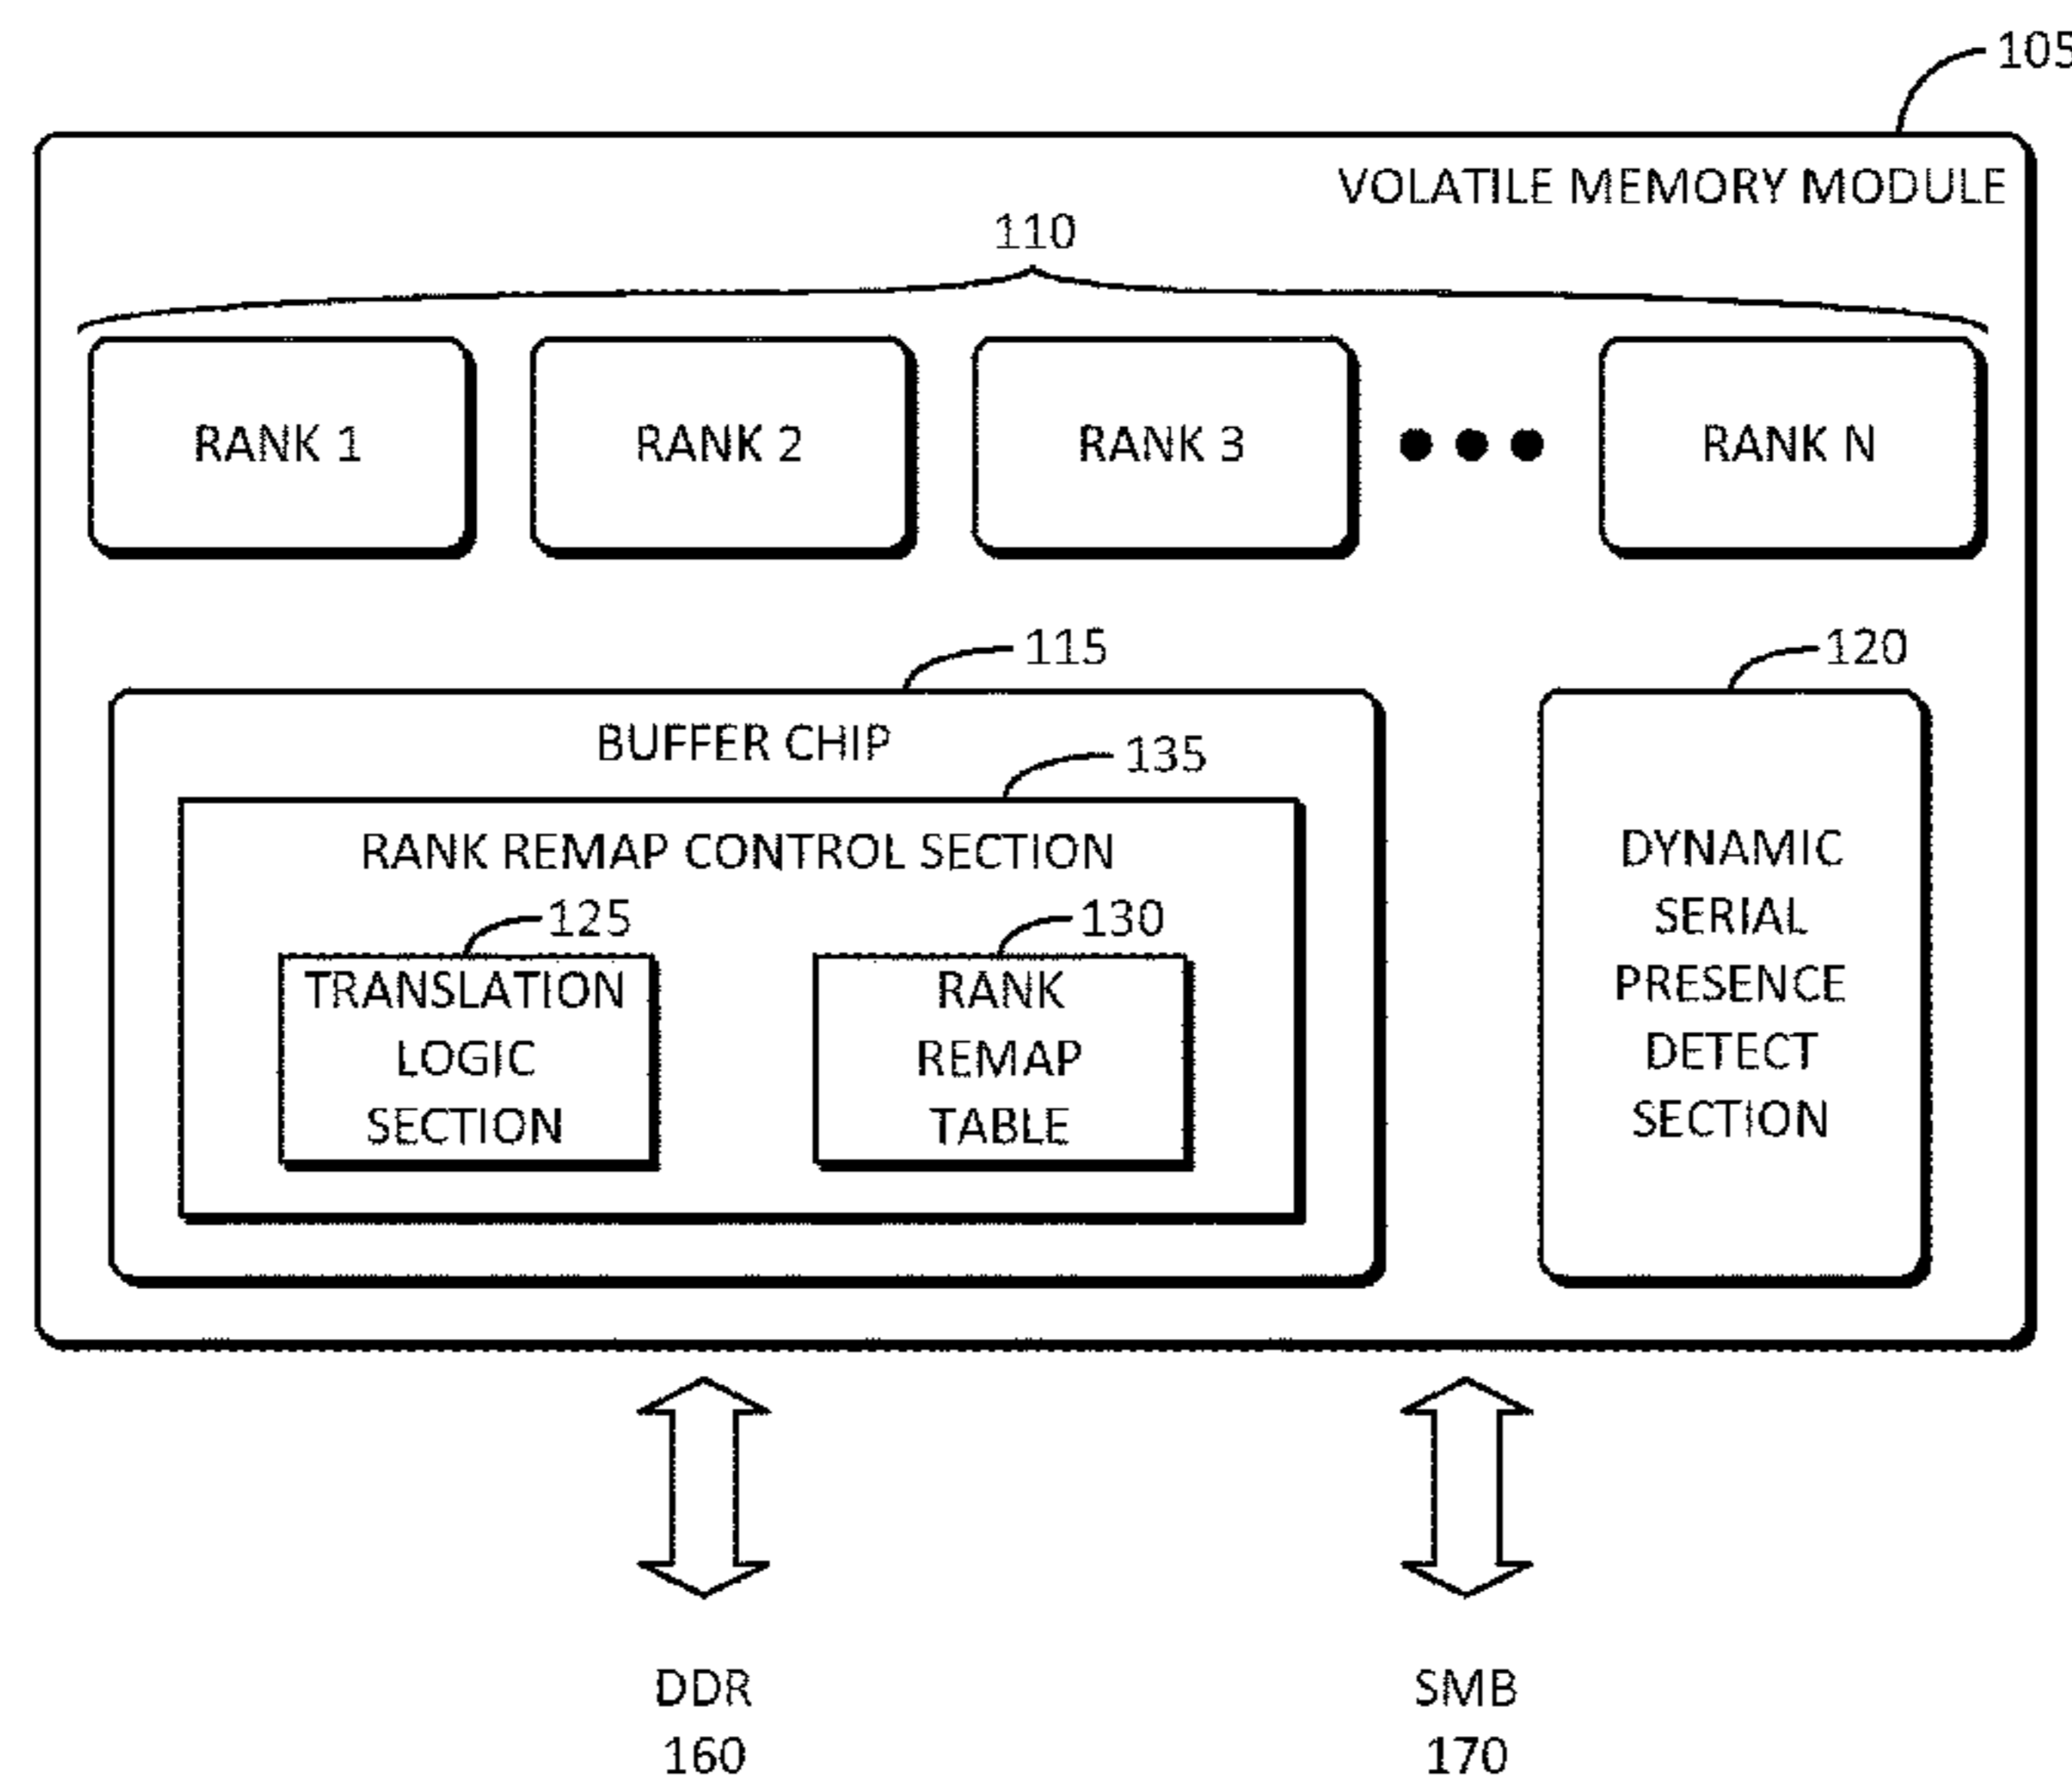 105
VOLATILE MEMORY MODULE
110
RANK 1
RANK 2
RANK 3
RANK N
115
120
BUFFER CHIP
135
RANK REMAP CONTROL SECTION
125
130
TRANSLATION
LOGIC
SECTION
RANK
REMAP
TABLE
DYNAMIC
SERIAL
PRESENCE
DETECT
SECTION
DDR
160
SMB
170